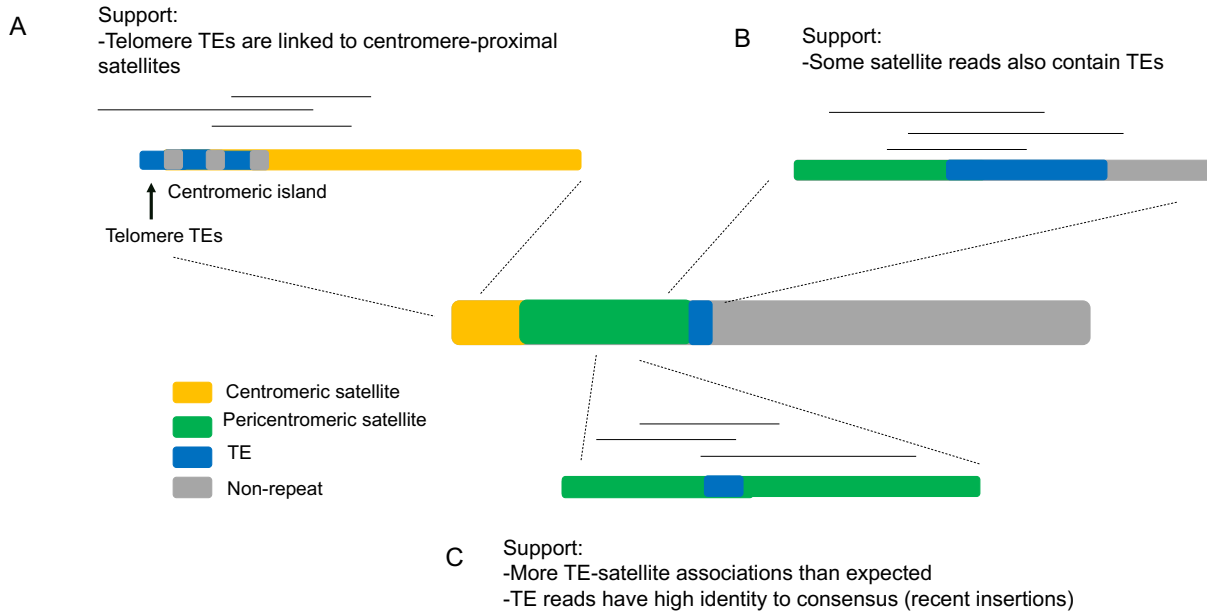 A
Support:
-Telomere TEs are linked to centromere-proximal
satellites
B
Support:
-Some satellite reads also contain TEs
Centromeric island
Telomere TEs
Centromeric satellite
Pericentromeric satellite
TE
Non-repeat
C
Support:
-More TE-satellite associations than expected
-TE reads have high identity to consensus (recent insertions)